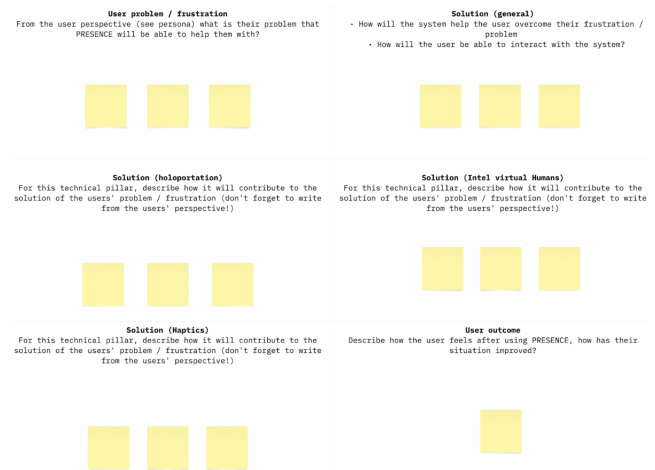 User problem / frustration
From the user perspective (see persona) what is their problem that
PRESENCE will be able to help them with?
Solution (general)
• How will the system help the user overcome their frustration /
problem
• How will the user be able to interact with the system?
Solution (holoportation)
For this technical pillar, describe how it will contribute to the
solution of the users' problem / frustration (don't forget to write
from the users' perspective!)
Solution (Intel virtual Humans)
For this technical pillar, describe how it will contribute to the
solution of the users' problem / frustration (don't forget to write
from the users' perspective!)
Solution (Haptics)
For this technical pillar, describe how it will contribute to the
solution of the users' problem / frustration (don't forget to write
from the users' perspective!)
User outcome
Describe how the user feels after using PRESENCE, how has their
situation improved?